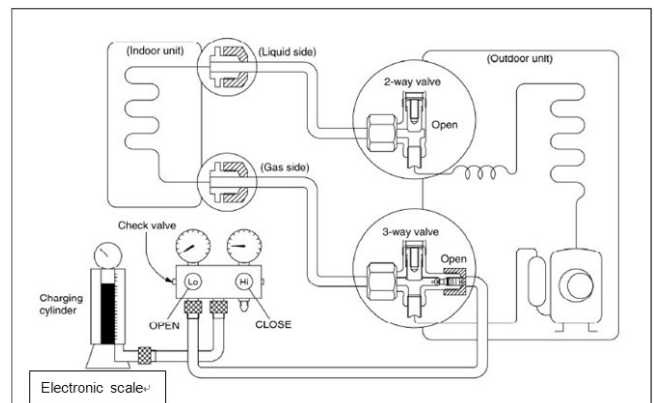 (Indoor unit)
(Liquid side)
2-way valve
Open
(Outdoor unit)
(Gas side)
3-way valve
Open
Check valve
Lo
Hi
Charging
cylinder
OPEN
CLOSE
Electronic scale